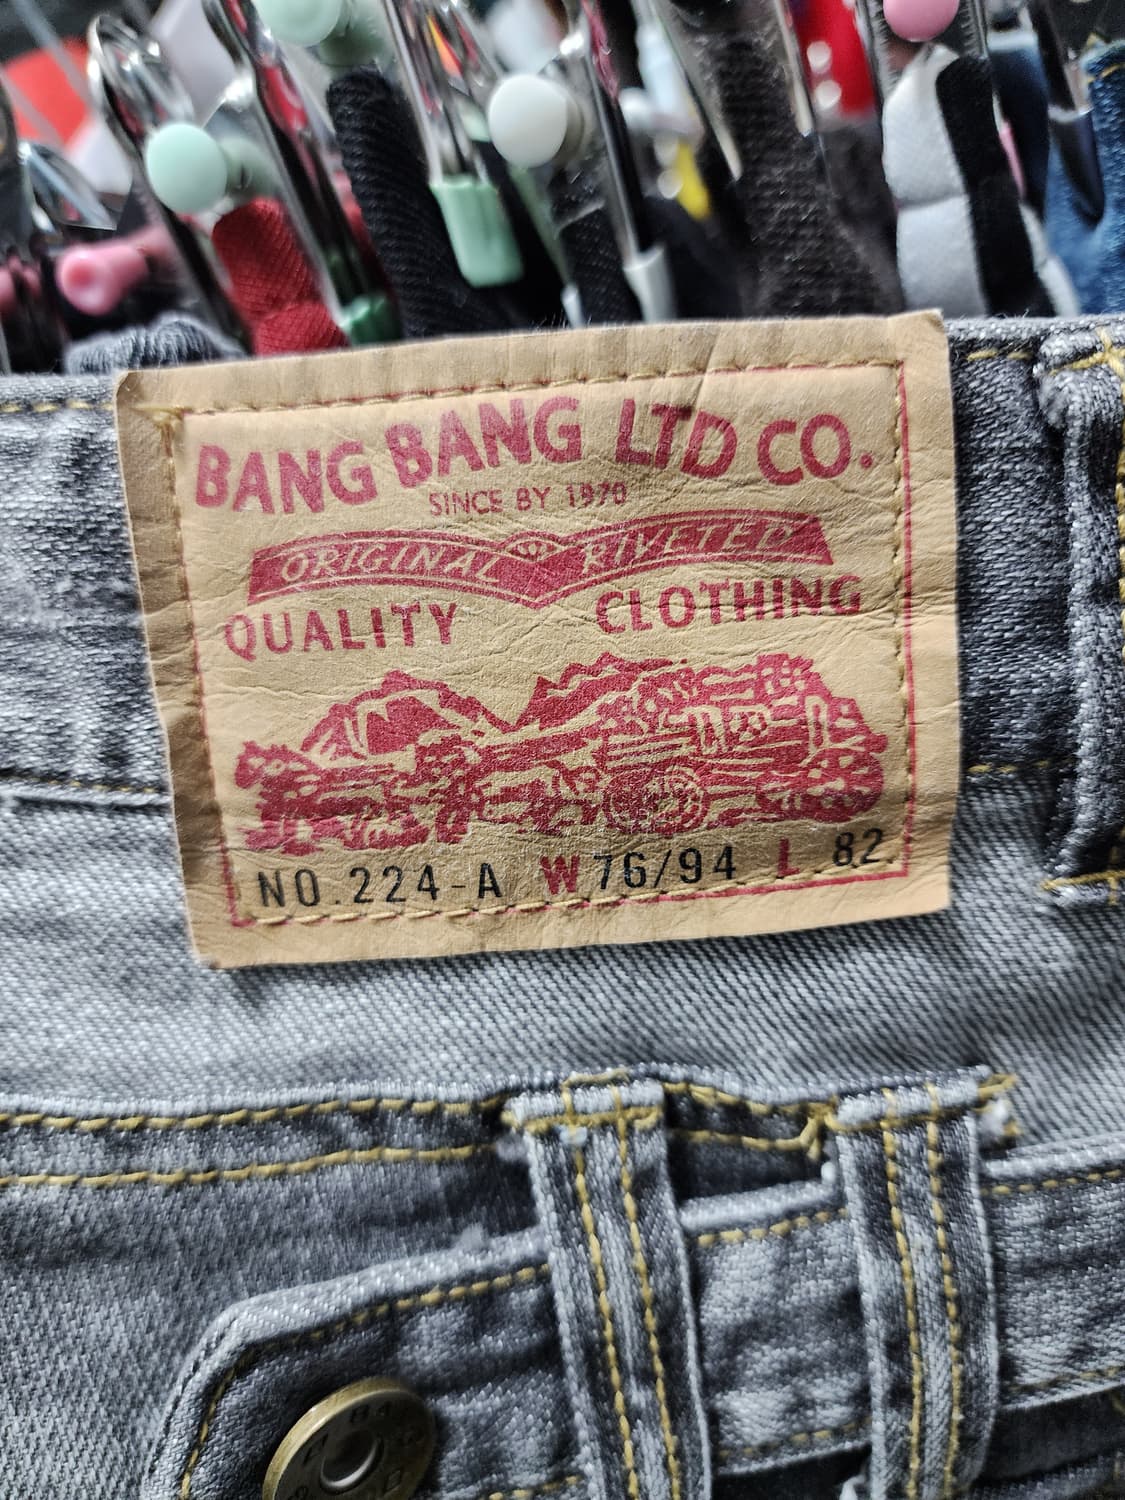 BANG BANG LTD CO.
SINCE BY 1970
ORIGINAL RIVETED
QUALITY CLOTHING
NO.224-A W76/94 L 82.